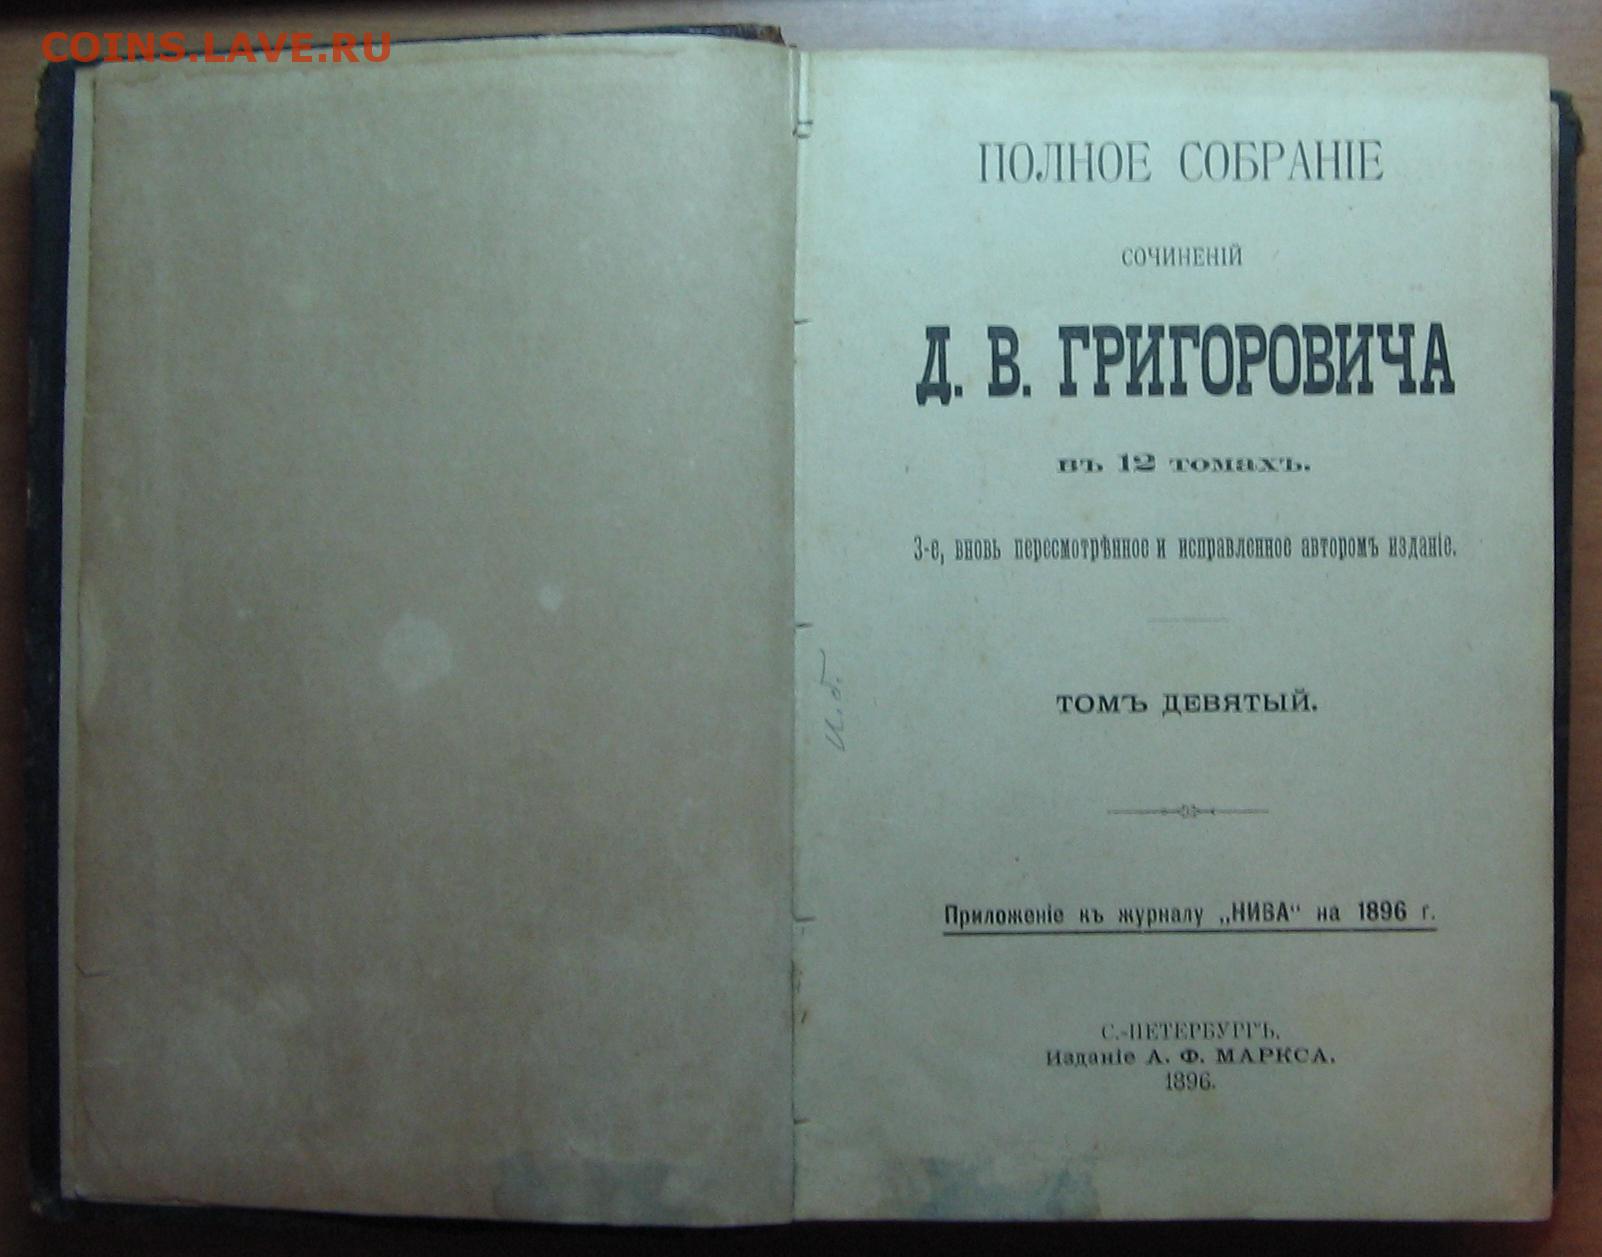 COINS.LAVE.RU
ПОЛНОЕ СОБРАНІЕ
СОЧИНЕНІЙ
Д. В. ГРИГОРОВИЧА
въ 12 томахъ.
3-е, вновь пересмотрѣнное и исправленное авторомъ изданіе.
ТОМЪ ДЕВЯТЫЙ.
Приложеніе къ журналу „НИВА“ на 1896 г.
С.-ПЕТЕРБУРГЪ.
Изданіе А. Ф. МАРКСА.
1896.